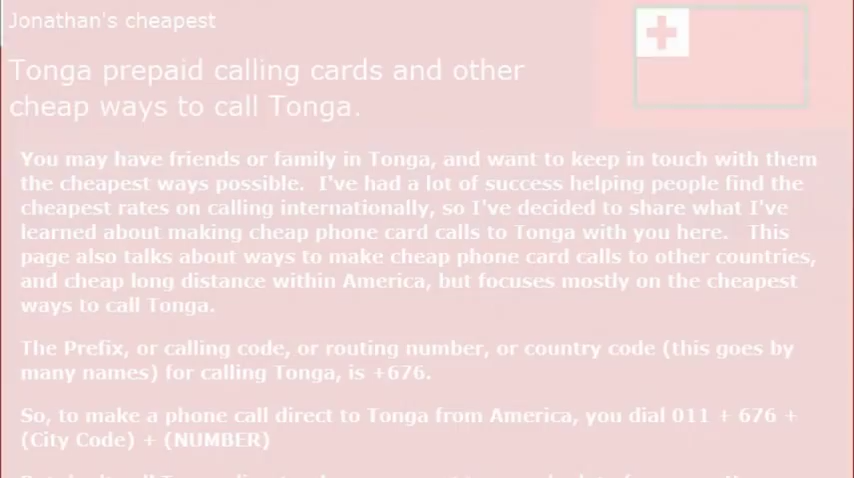 Jonathan's cheapest
Tonga prepaid calling cards and other
cheap ways to call Tonga.
You may have friends or family in Tonga, and want to keep in touch with them
the cheapest ways possible.  I've had a lot of success helping people find the
cheapest rates on calling internationally, so I've decided to share what I've
learned about making cheap phone card calls to Tonga with you here.   This
page also talks about ways to make cheap phone card calls to other countries,
and cheap long distance within America, but focuses mostly on the cheapest
ways to call Tonga.
The Prefix, or calling code, or routing number, or country code (this goes by
many names) for calling Tonga, is +676.
So, to make a phone call direct to Tonga from America, you dial 011 + 676 +
(City Code) + (NUMBER)